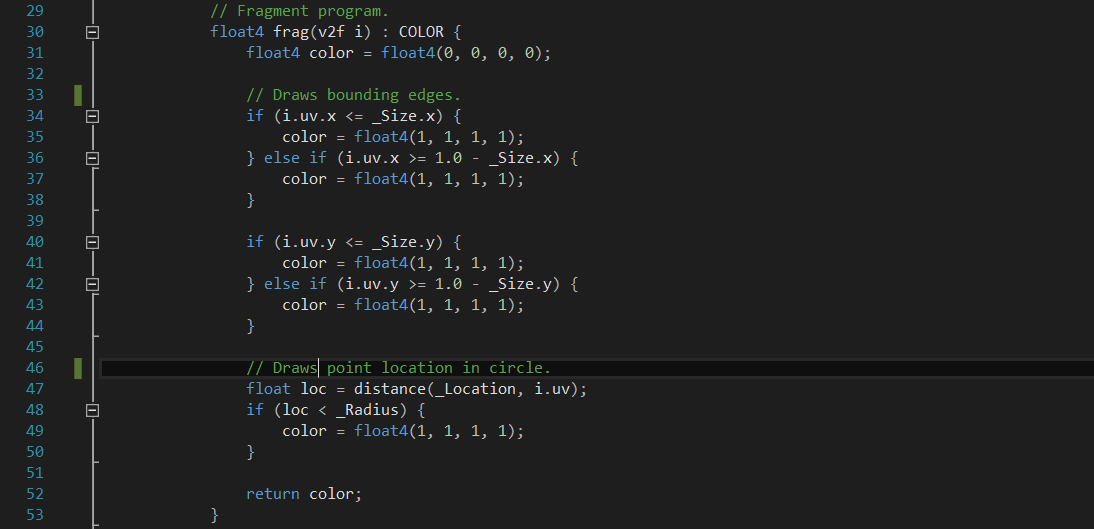 29 // Fragment program.
30 float4 frag(v2f i) : COLOR {
31 float4 color = float4(0, 0, 0, 0);
32
33 // Draws bounding edges.
34 if (i.uv.x <= _Size.x) {
35 color = float4(1, 1, 1, 1);
36 } else if (i.uv.x >= 1.0 - _Size.x) {
37 color = float4(1, 1, 1, 1);
38 }
39
40 if (i.uv.y <= _Size.y) {
41 color = float4(1, 1, 1, 1);
42 } else if (i.uv.y >= 1.0 - _Size.y) {
43 color = float4(1, 1, 1, 1);
44 }
45
46 // Draws point location in circle.
47 float loc = distance(_Location, i.uv);
48 if (loc < _Radius) {
49 color = float4(1, 1, 1, 1);
50 }
51
52 return color;
53 }